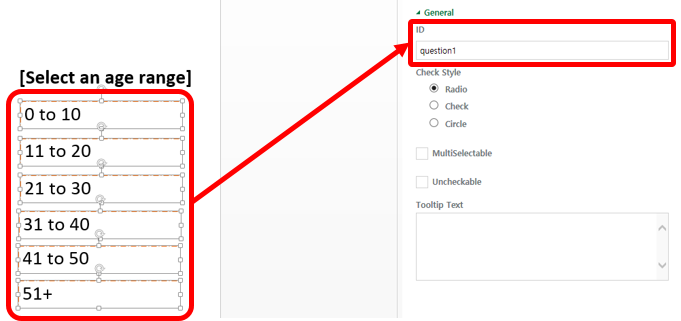 [Select an age range]
0 to 10
11 to 20
21 to 30
31 to 40
41 to 50
51+
General
ID
question1
Check Style
Radio
Check
Circle
MultiSelectable
Uncheckable
Tooltip Text